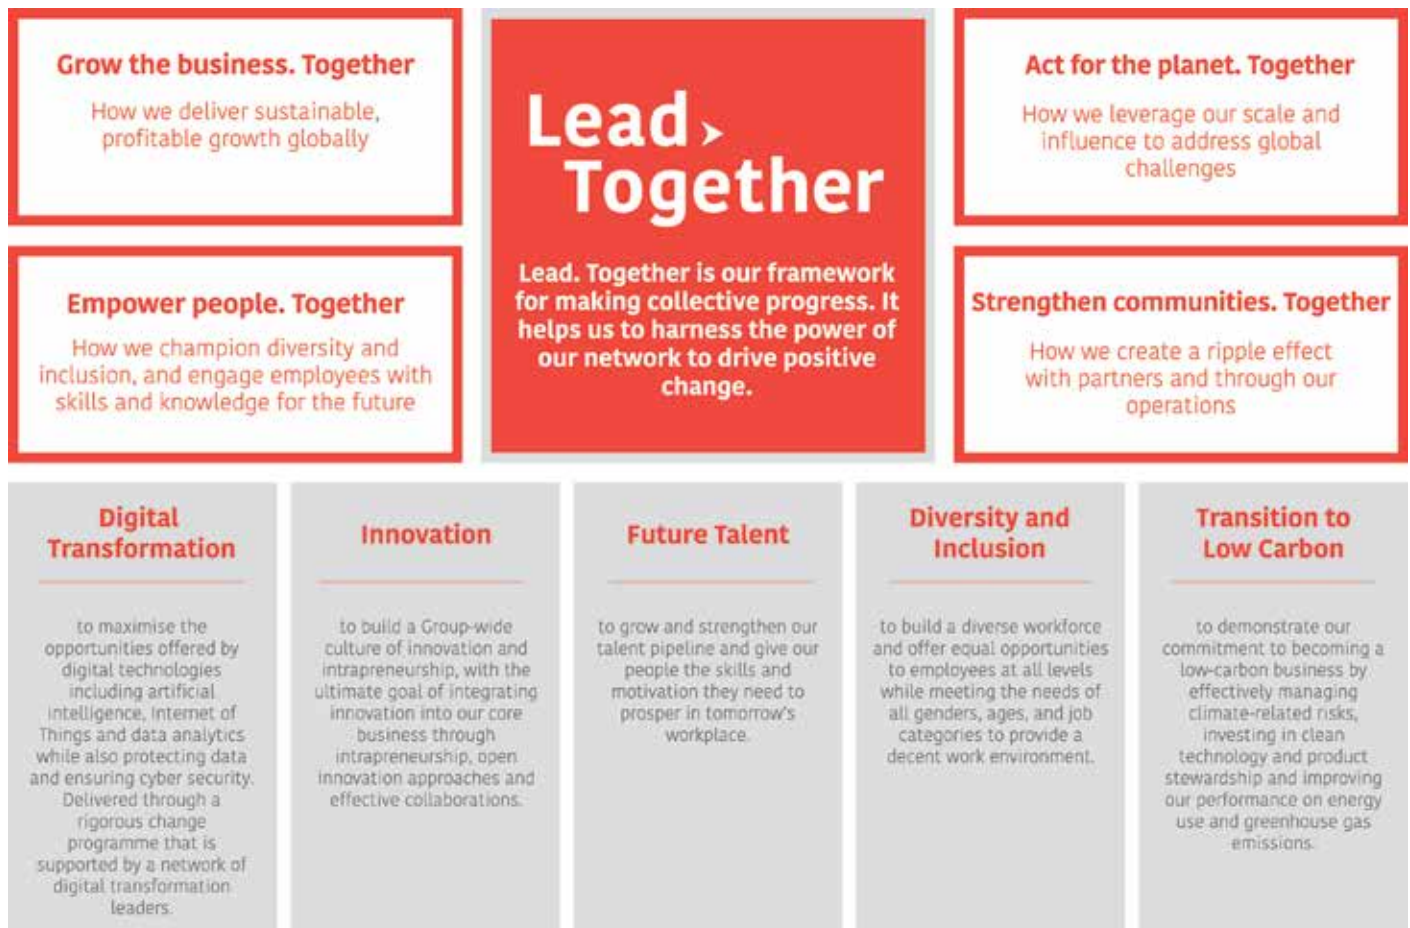 Grow the business. Together
How we deliver sustainable,
profitable growth globally
Empower people. Together
How we champion diversity and
inclusion, and engage employees with
skills and knowledge for the future
Lead
Together
Lead. Together is our framework
for making collective progress. It
helps us to harness the power of
our network to drive positive
change.
Act for the planet. Together
How we leverage our scale and
influence to address global
challenges
Strengthen communities. Together
How we create a ripple effect
with partners and through our
operations
Digital
Transformation
to maximise the
opportunities offered by
digital technologies
including artificial
intelligence, Internet of
Things and data analytics
while also protecting data
and ensuring cyber security.
Delivered through a
rigorous change
programme that is
supported by a network of
digital transformation
leaders.
Innovation
to build a Group-wide
culture of innovation and
intrapreneurship, with the
ultimate goal of integrating
innovation into our core
business through
intrapreneurship, open
innovation approaches and
effective collaborations.
Future Talent
to grow and strengthen our
talent pipeline and give our
people the skills and
motivation they need to
prosper in tomorrow's
workplace.
Diversity and
Inclusion
to build a diverse workforce
and offer equal opportunities
to employees at all levels
while meeting the needs of
all genders, ages, and job
categories to provide a
decent work environment.
Transition to
Low Carbon
to demonstrate our
commitment to becoming a
low-carbon business by
effectively managing
climate-related risks,
investing in clean
technology and product
stewardship and improving
our performance on energy
use and greenhouse gas
emissions.